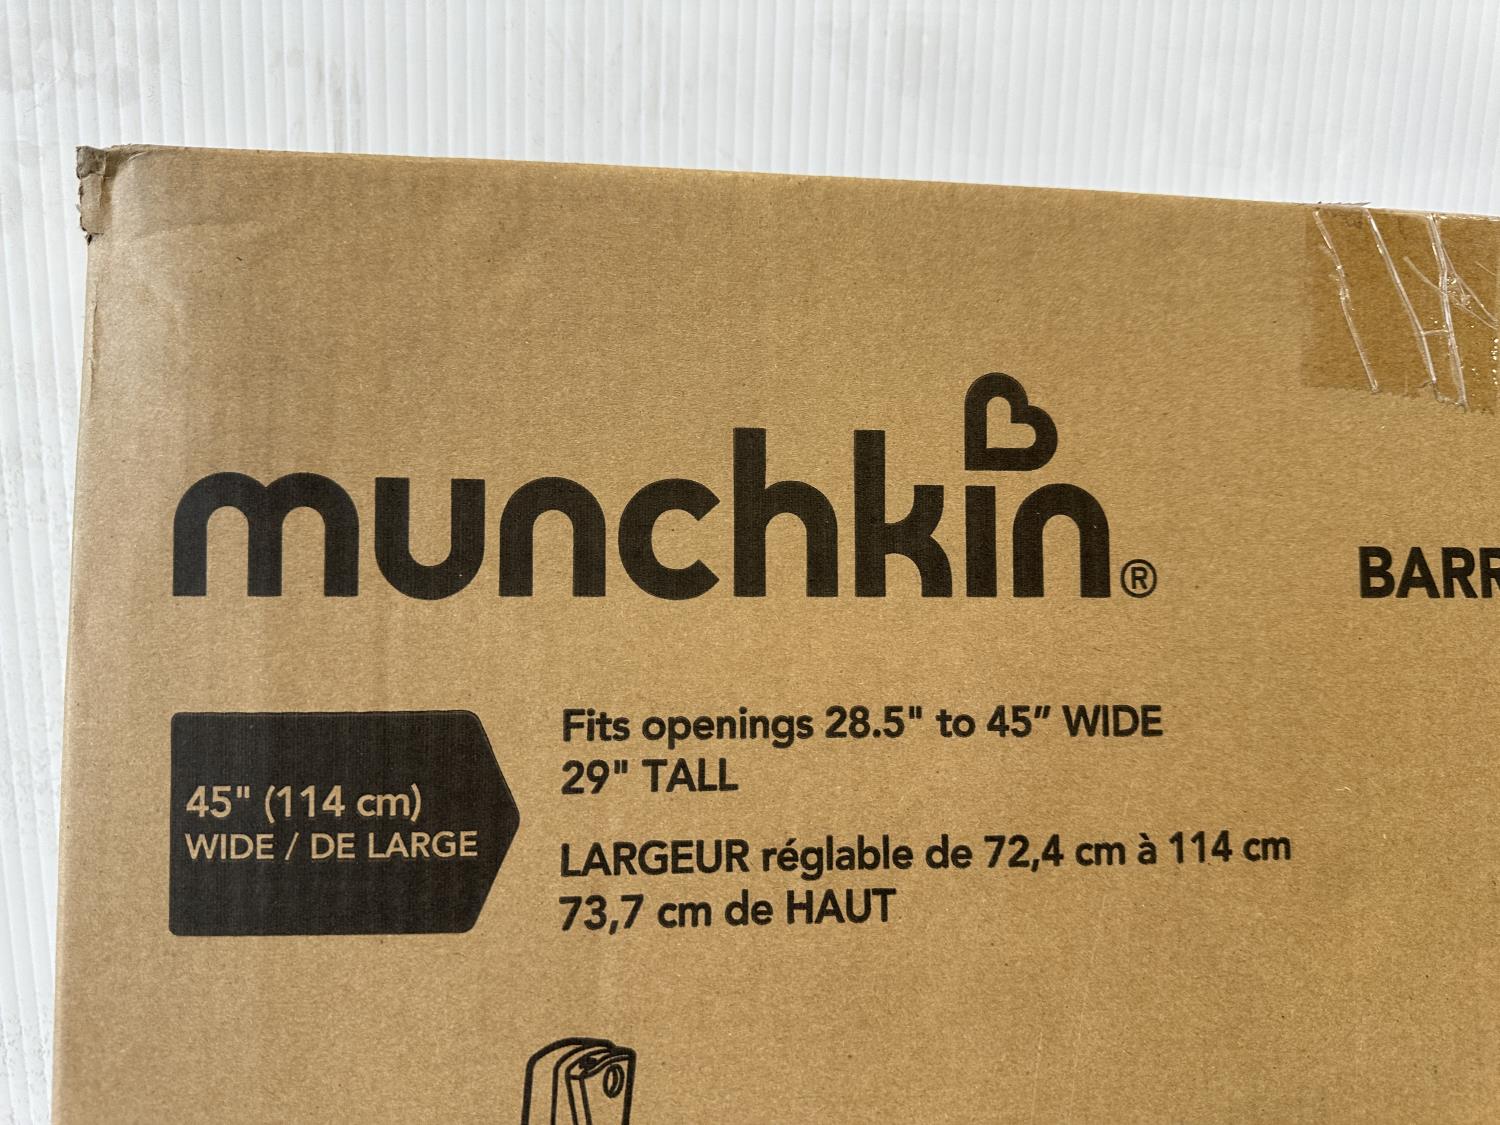 munchkin®
BARR
45" (114 cm)
WIDE / DE LARGE
Fits openings 28.5" to 45” WIDE
29" TALL
LARGEUR réglable de 72,4 cm à 114 cm
73,7 cm de HAUT